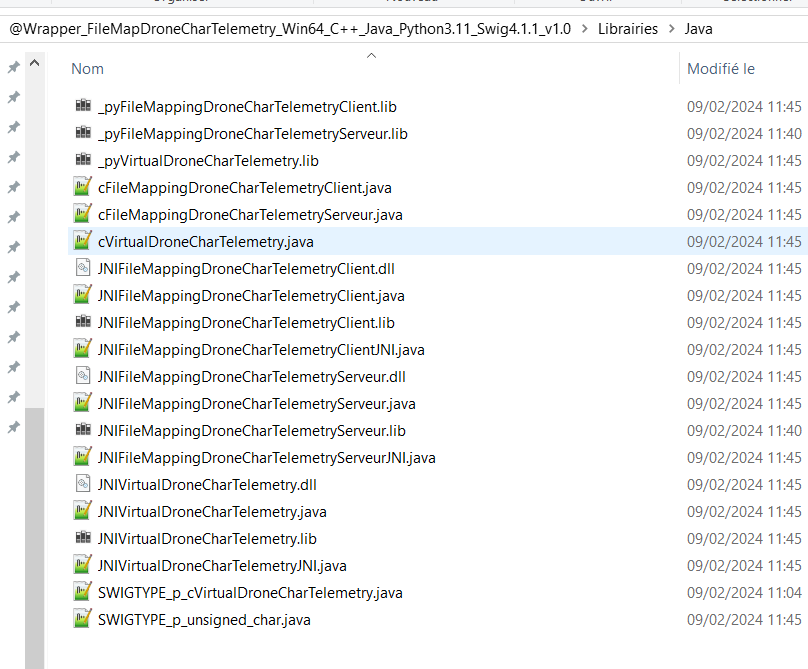 @Wrapper_FileMapDroneCharTelemetry_Win64_C++_Java_Python3.11_Swig4.1.1_v1.0 > Librairies > Java
Nom Modifié le
_pyFileMappingDroneCharTelemetryClient.lib 09/02/2024 11:45
_pyFileMappingDroneCharTelemetryServeur.lib 09/02/2024 11:40
_pyVirtualDroneCharTelemetry.lib 09/02/2024 11:45
cFileMappingDroneCharTelemetryClient.java 09/02/2024 11:45
cFileMappingDroneCharTelemetryServeur.java 09/02/2024 11:45
cVirtualDroneCharTelemetry.java 09/02/2024 11:45
JNIFileMappingDroneCharTelemetryClient.dll 09/02/2024 11:45
JNIFileMappingDroneCharTelemetryClient.java 09/02/2024 11:45
JNIFileMappingDroneCharTelemetryClient.lib 09/02/2024 11:45
JNIFileMappingDroneCharTelemetryClientJNI.java 09/02/2024 11:45
JNIFileMappingDroneCharTelemetryServeur.dll 09/02/2024 11:45
JNIFileMappingDroneCharTelemetryServeur.java 09/02/2024 11:45
JNIFileMappingDroneCharTelemetryServeur.lib 09/02/2024 11:40
JNIFileMappingDroneCharTelemetryServeurJNI.java 09/02/2024 11:45
JNIVirtualDroneCharTelemetry.dll 09/02/2024 11:45
JNIVirtualDroneCharTelemetry.java 09/02/2024 11:45
JNIVirtualDroneCharTelemetry.lib 09/02/2024 11:45
JNIVirtualDroneCharTelemetryJNI.java 09/02/2024 11:45
SWIGTYPE_p_cVirtualDroneCharTelemetry.java 09/02/2024 11:04
SWIGTYPE_p_unsigned_char.java 09/02/2024 11:45